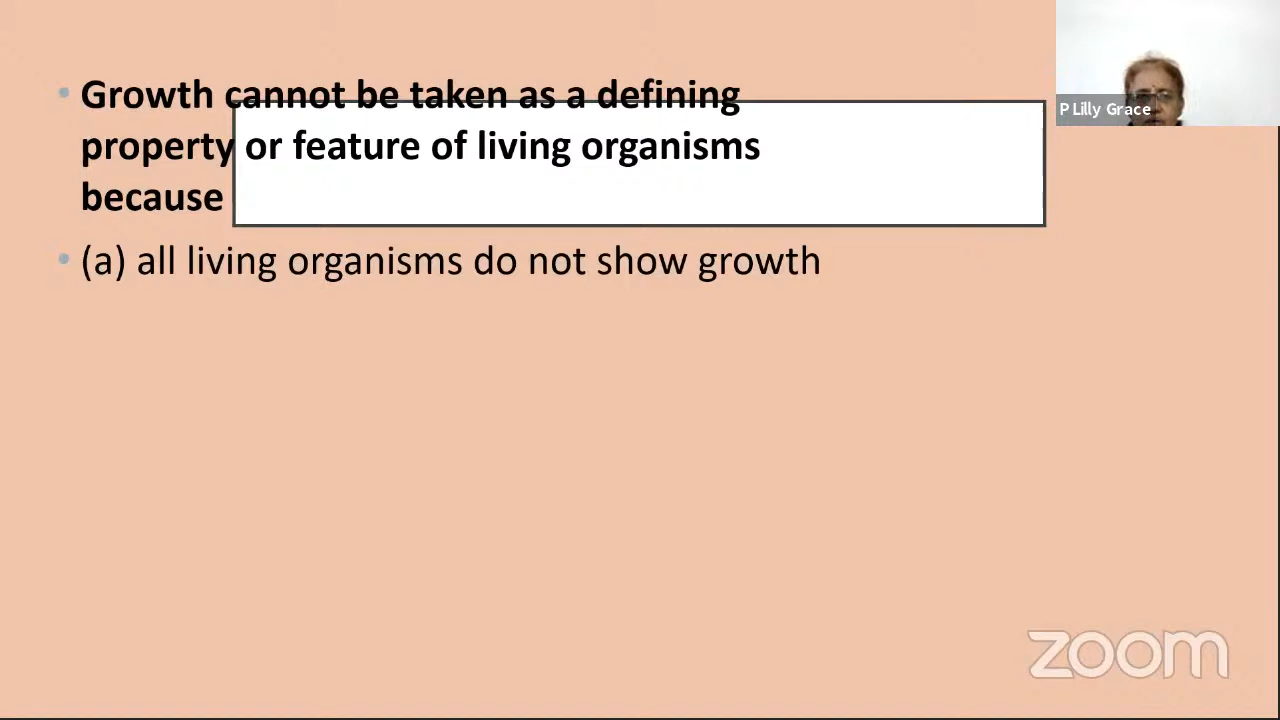 Growth cannot be taken as a defining
property or feature of living organisms
because
(a) all living organisms do not show growth
P Lilly Grace
zoom